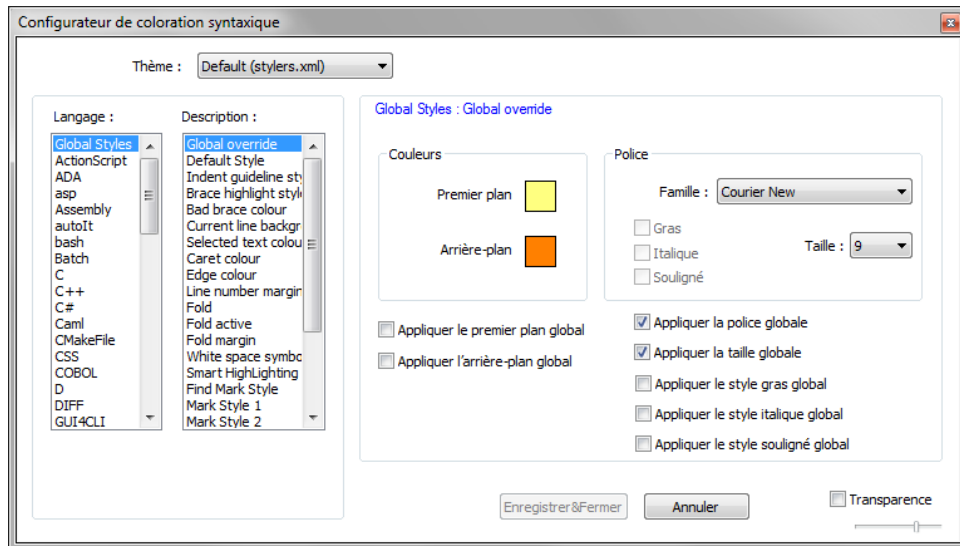 Configurateur de coloration syntaxique
Thème : Default (stylers.xml)
Langage :
Global Styles
ActionScript
ADA
asp
Assembly
autoIt
bash
Batch
C
C++
C#
Caml
CMakeFile
CSS
COBOL
D
DIFF
GUI4CLI
Description :
Global override
Default Style
Indent guideline sty
Brace highlight style
Bad brace colour
Current line backgr
Selected text colou
Caret colour
Edge colour
Line number margin
Fold
Fold active
Fold margin
White space symbo
Smart HighLighting
Find Mark Style
Mark Style 1
Mark Style 2
Global Styles : Global override
Couleurs
Premier plan
Arrière-plan
Police
Famille : Courier New
Gras
Italique
Souligné
Taille : 9
Appliquer le premier plan global
Appliquer l'arrière-plan global
Appliquer la police globale
Appliquer la taille globale
Appliquer le style gras global
Appliquer le style italique global
Appliquer le style souligné global
Enregistrer&Fermer
Annuler
Transparence